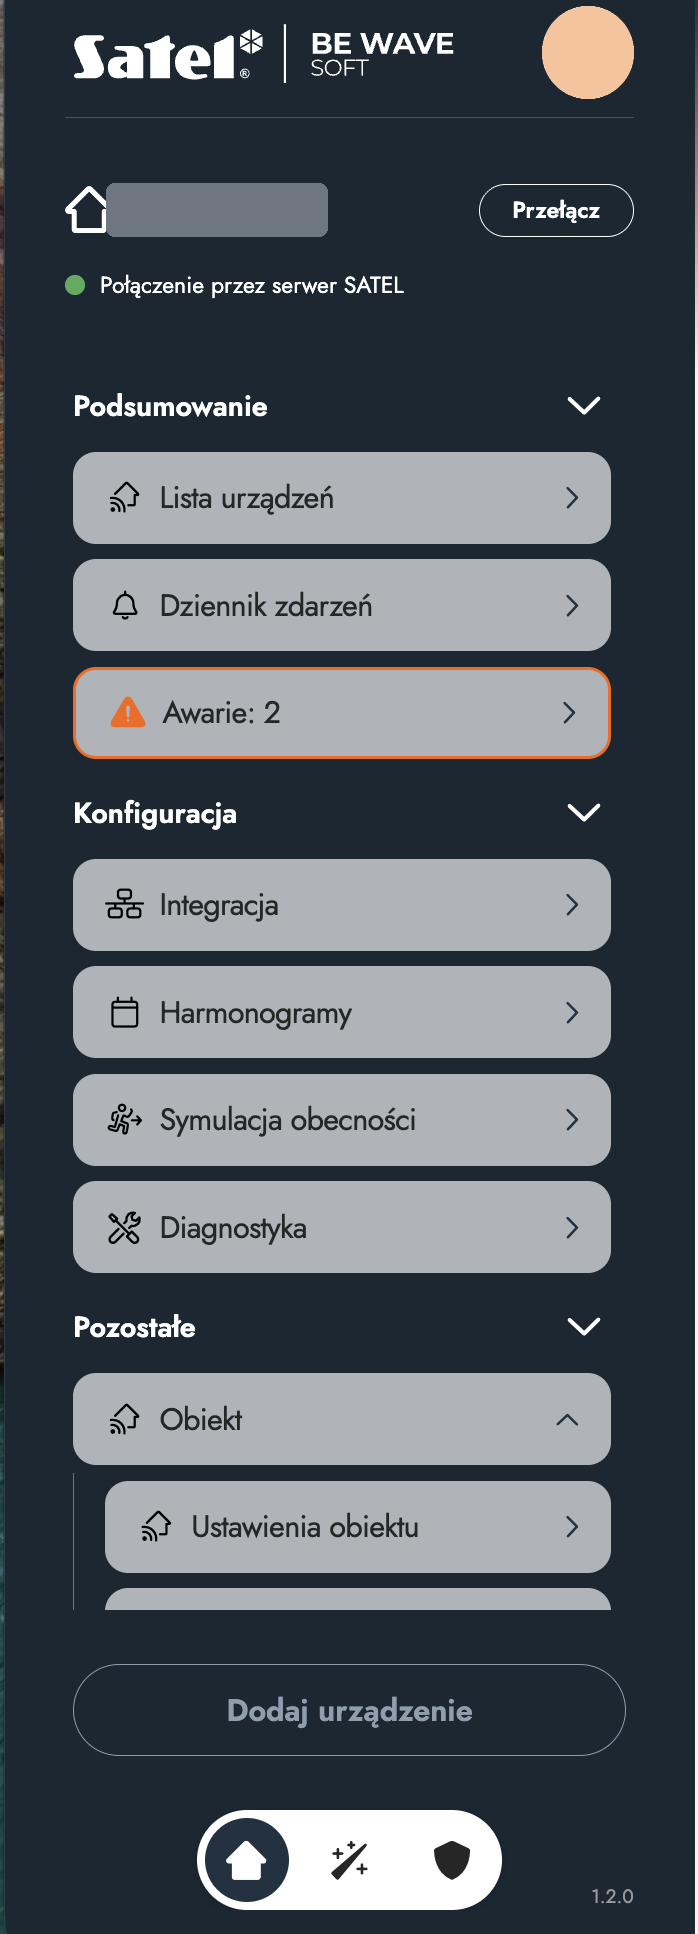 Satel®
BE WAVE
SOFT
Przełącz
Połączenie przez serwer SATEL
Podsumowanie
Lista urządzeń
Dziennik zdarzeń
Awarie: 2
Konfiguracja
Integracja
Harmonogramy
Symulacja obecności
Diagnostyka
Pozostałe
Obiekt
Ustawienia obiektu
Dodaj urządzenie
1.2.0